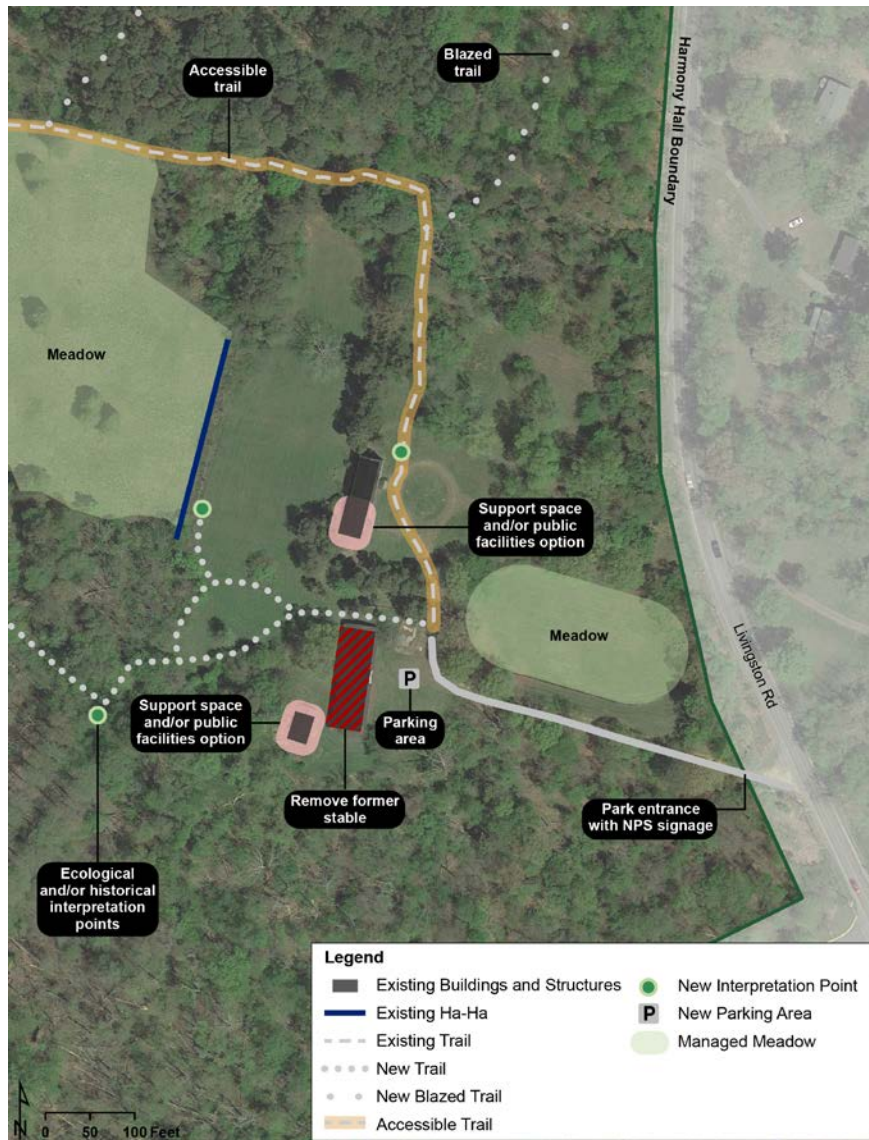 Accessible
trail
Blazed
trail
Harmony Hall Boundary
Meadow
Support space
and/or public
facilities option
Meadow
Livingston Rd
P
Support space
and/or public
facilities option
Parking
area
Remove former
stable
Park entrance
with NPS signage
Ecological
and/or historical
interpretation
points
Legend
Existing Buildings and Structures
Existing Ha-Ha
Existing Trail
New Trail
New Blazed Trail
Accessible Trail
New Interpretation Point
P New Parking Area
Managed Meadow
N
0 50 100 Feet